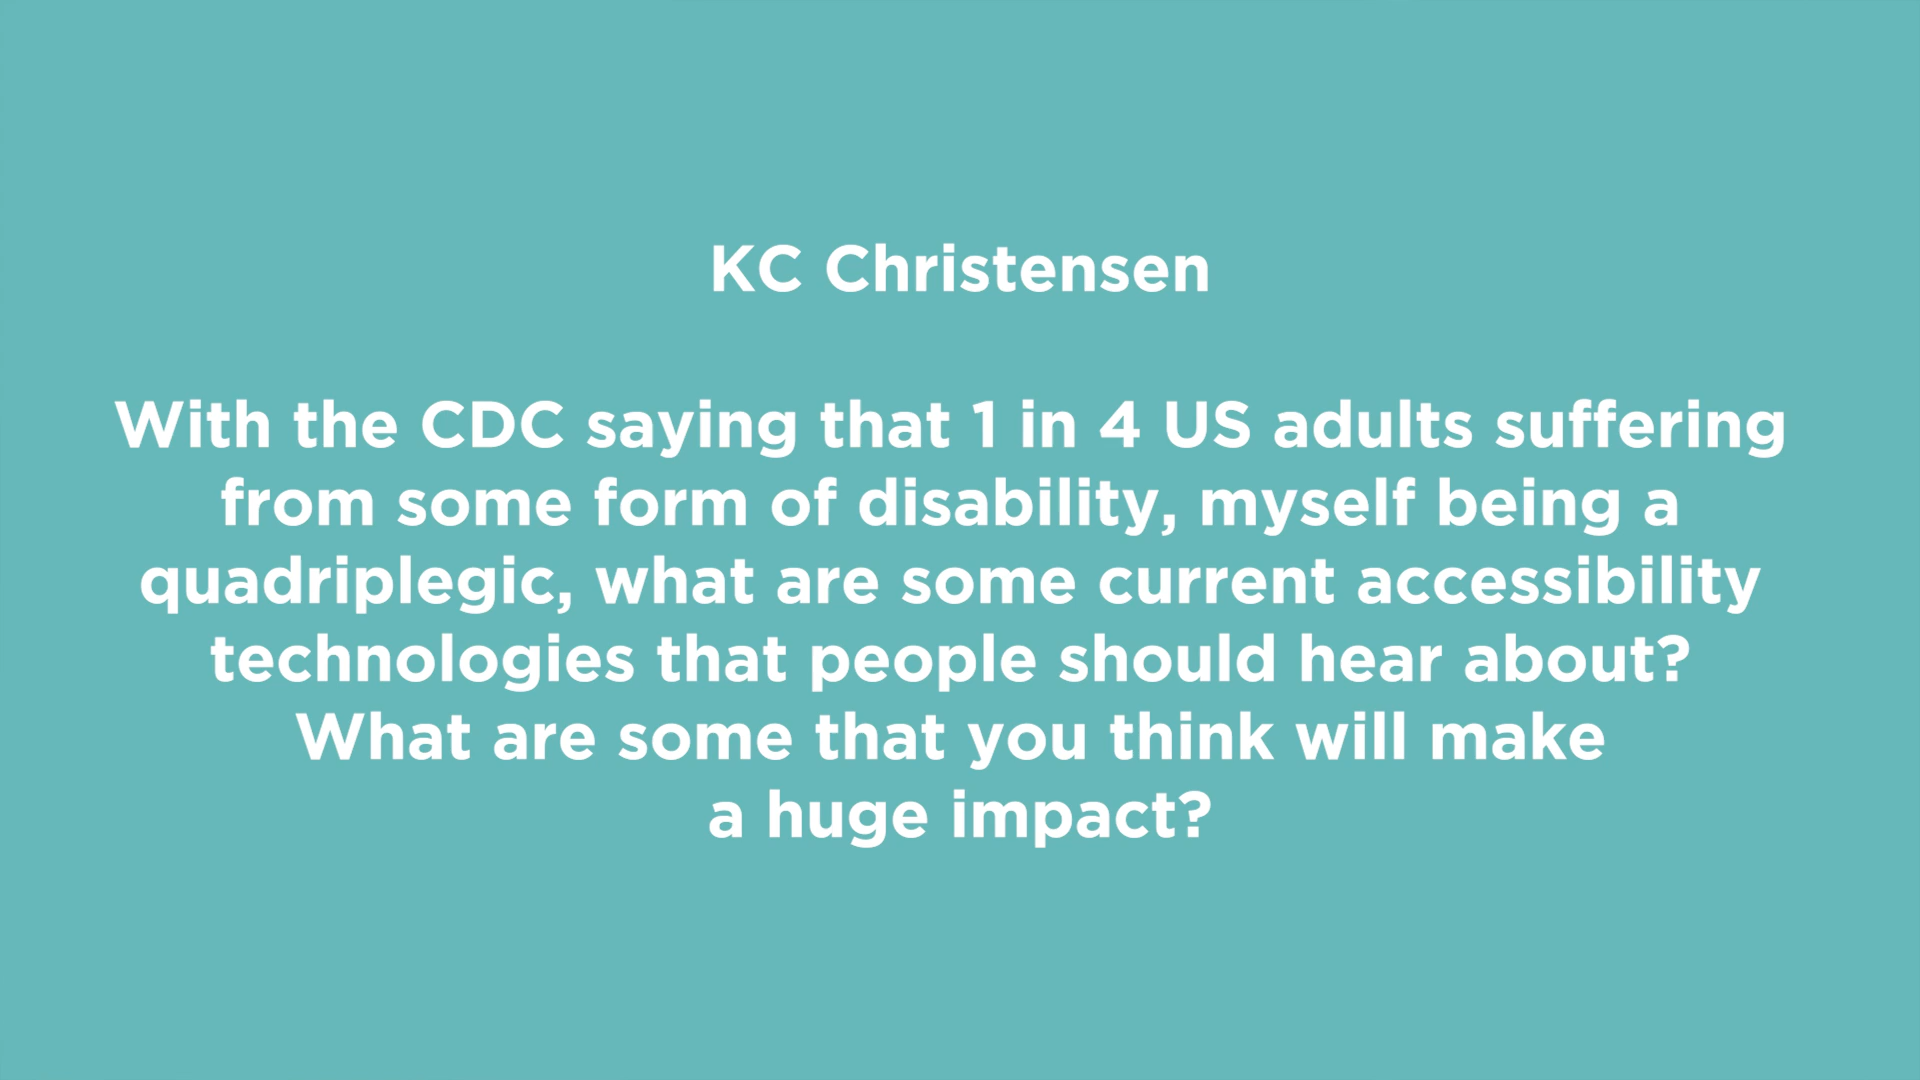 KC Christensen
With the CDC saying that 1 in 4 US adults suffering
from some form of disability, myself being a
quadriplegic, what are some current accessibility
technologies that people should hear about?
What are some that you think will make
a huge impact?